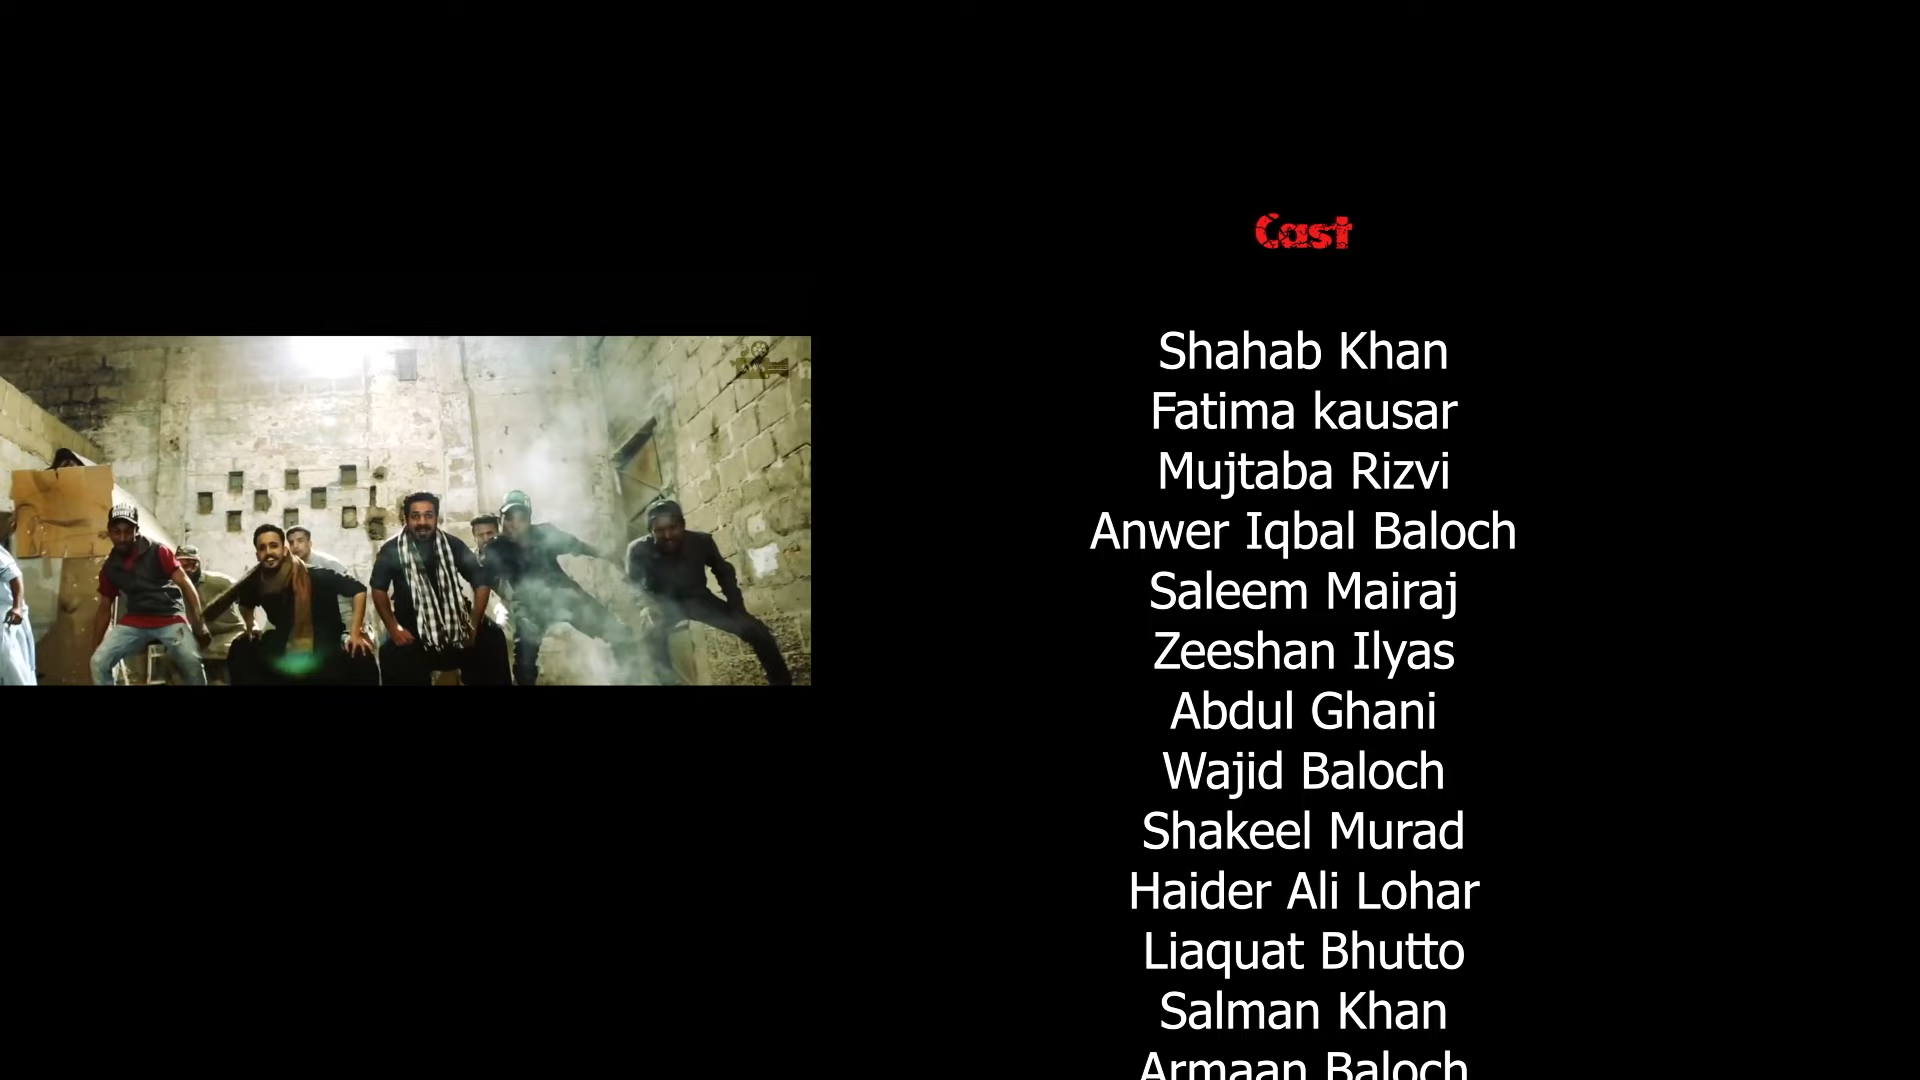 Cast
Shahab Khan
Fatima kausar
Mujtaba Rizvi
Anwer Iqbal Baloch
Saleem Mairaj
Zeeshan Ilyas
Abdul Ghani
Wajid Baloch
Shakeel Murad
Haider Ali Lohar
Liaquat Bhutto
Salman Khan
Armaan Baloch